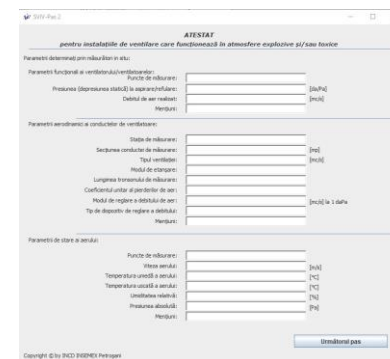 SVIV-Pas 2
ATESTAT
pentru instalațiile de ventilare care funcționează în atmosfere explozive și/sau toxice
Parametri determinați prin măsurători in situ:
Parametri funcționali ai ventilatorului/ventilatoarelor:
Puncte de măsurare:
Presiunea (depresiunea statică) la aspirare/refulare: [daPa]
Debitul de aer realizat: [mc/s]
Mențiuni:
Parametri aerodinamici ai conductelor de ventilatoare:
Stația de măsurare:
Secțiunea conductei de măsurare: [mp]
Tipul ventilației: [mc/s]
Modul de etanșare:
Lungimea tronsonului de măsurare:
Coeficientul unitar al pierderilor de aer:
Modul de reglare a debitului de aer: [mc/s] la 1 daPa
Tip de dispozitiv de reglare a debitului:
Mențiuni:
Parametri de stare ai aerului:
Puncte de măsurare:
Viteza aerului: [m/s]
Temperatura umedă a aerului: [°C]
Temperatura uscată a aerului: [°C]
Umiditatea relativă: [%]
Presiunea absolută: [Pa]
Mențiuni:
Următorul pas
Copyright © by INCD INSEMEX Petroșani